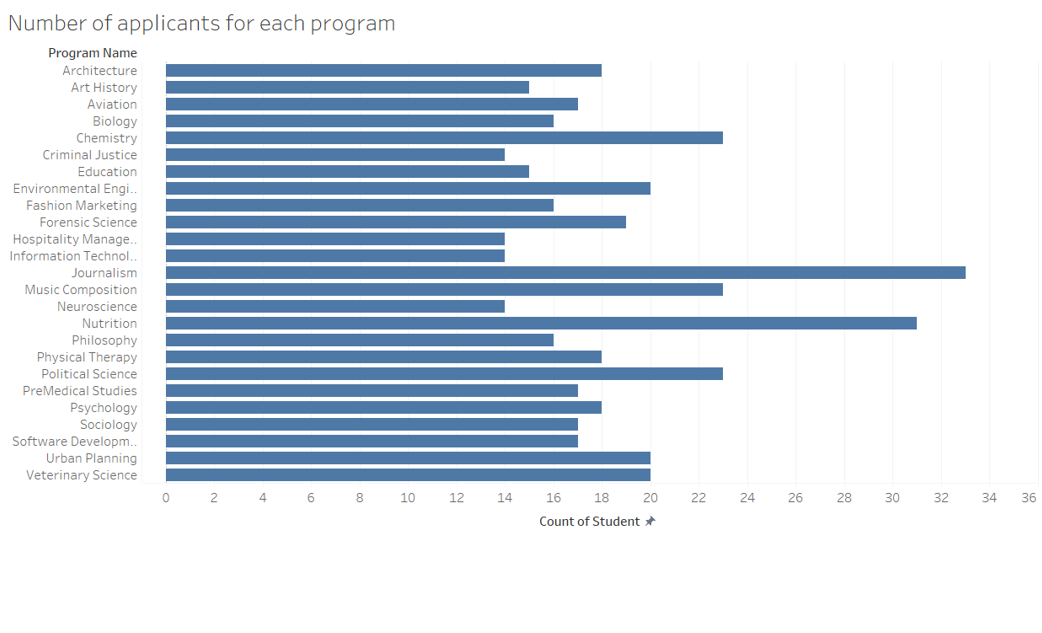 Number of applicants for each program
Program Name
Architecture
Art History
Aviation
Biology
Chemistry
Criminal Justice
Education
Environmental Engi..
Fashion Marketing
Forensic Science
Hospitality Manage..
Information Technol..
Journalism
Music Composition
Neuroscience
Nutrition
Philosophy
Physical Therapy
Political Science
PreMedical Studies
Psychology
Sociology
Software Developm..
Urban Planning
Veterinary Science
0 2 4 6 8 10 12 14 16 18 20 22 24 26 28 30 32 34 36
Count of Student